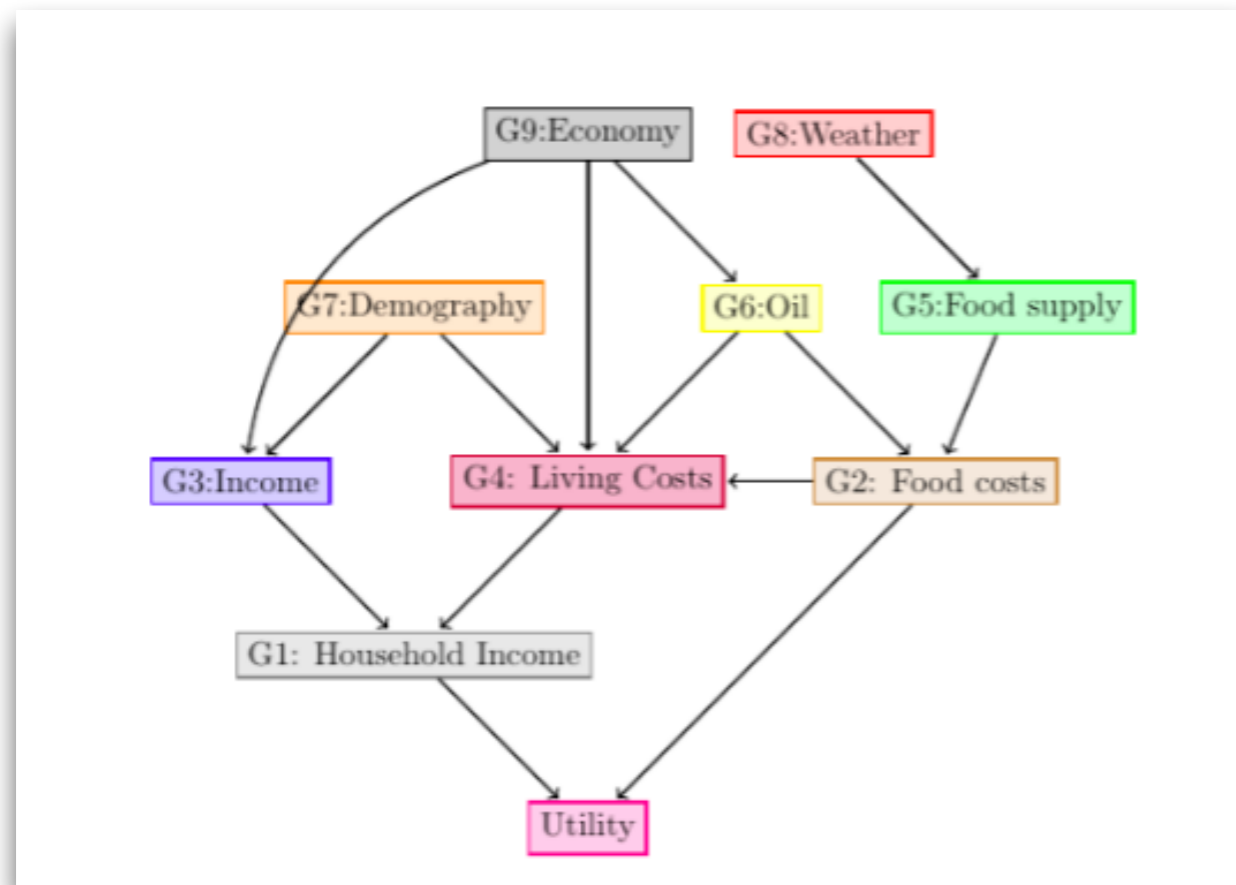 G9:Economy
G8:Weather
G7:Demography
G6:Oil
G5:Food supply
G3:Income
G4: Living Costs
G2: Food costs
G1: Household Income
Utility